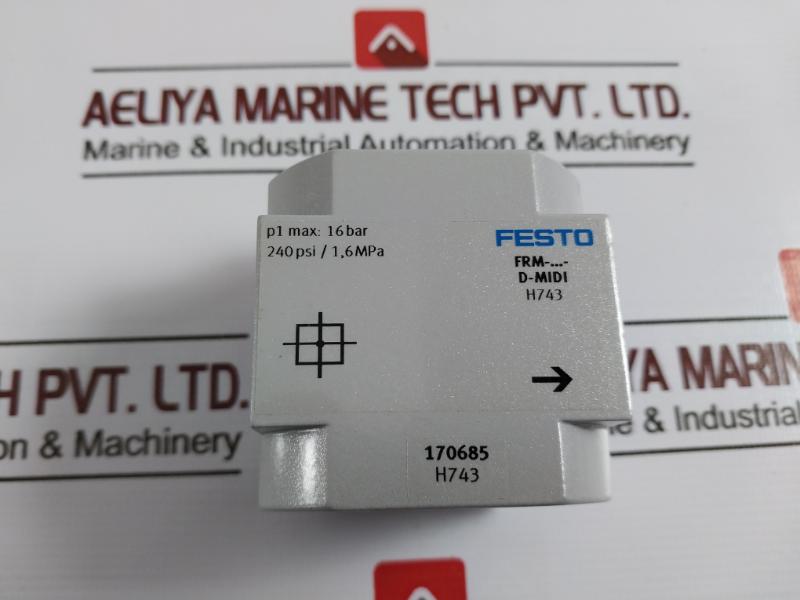 AELIYA MARINE TECH PVT. LTD.
Marine & Industrial Automation & Machinery
p1 max: 16 bar
240 psi / 1,6 MPa
FESTO
FRM-...-
D-MIDI
H743
170685
H743
H PVT. LTD.
on & Machinery
YA MARIN
e & Industrial